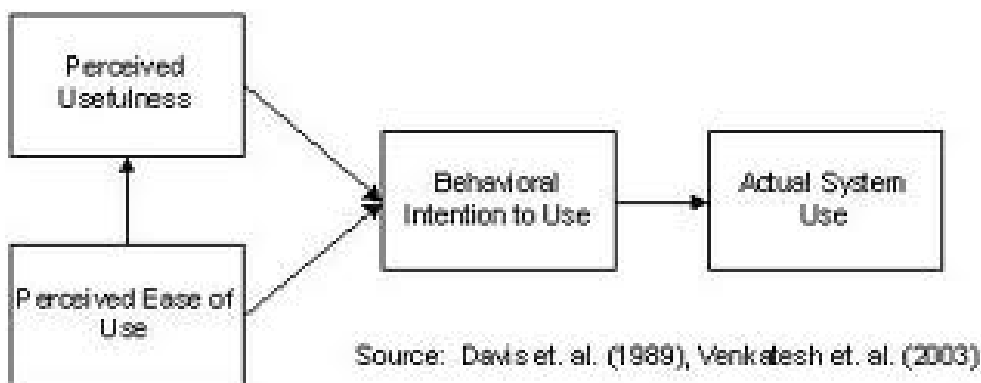 Perceived
Usefulness
Behavioral
Intention to Use
Actual System
Use
Perceived Ease of
Use
Source: Davis et. al. (1989), Venkatesh et. al. (2003)